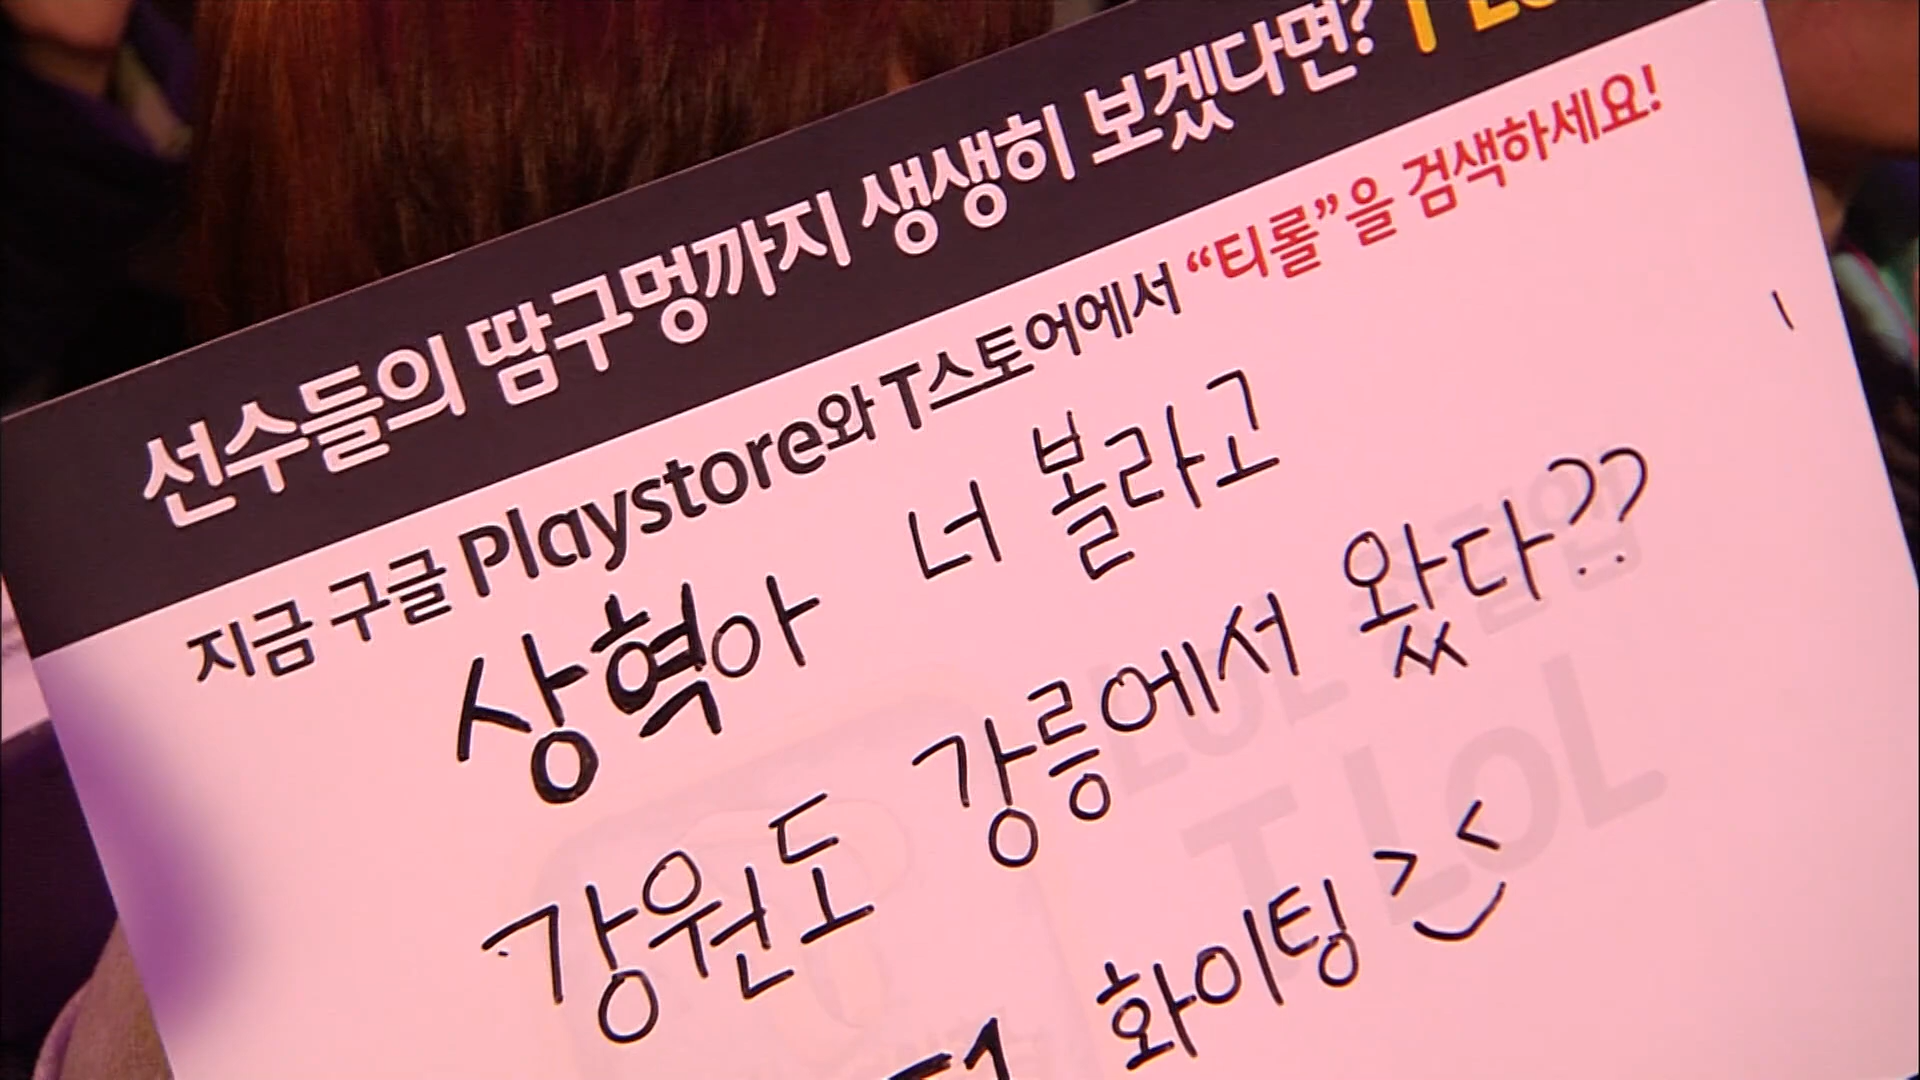 선수들의 땀구멍까지 생생히 보겠다면? T
지금 구글 Playstore와 T스토어에서 “티롤”을 검색하세요!
상혁아 너 볼라고
강원도 강릉에서 왔다??
화이팅
T LOL